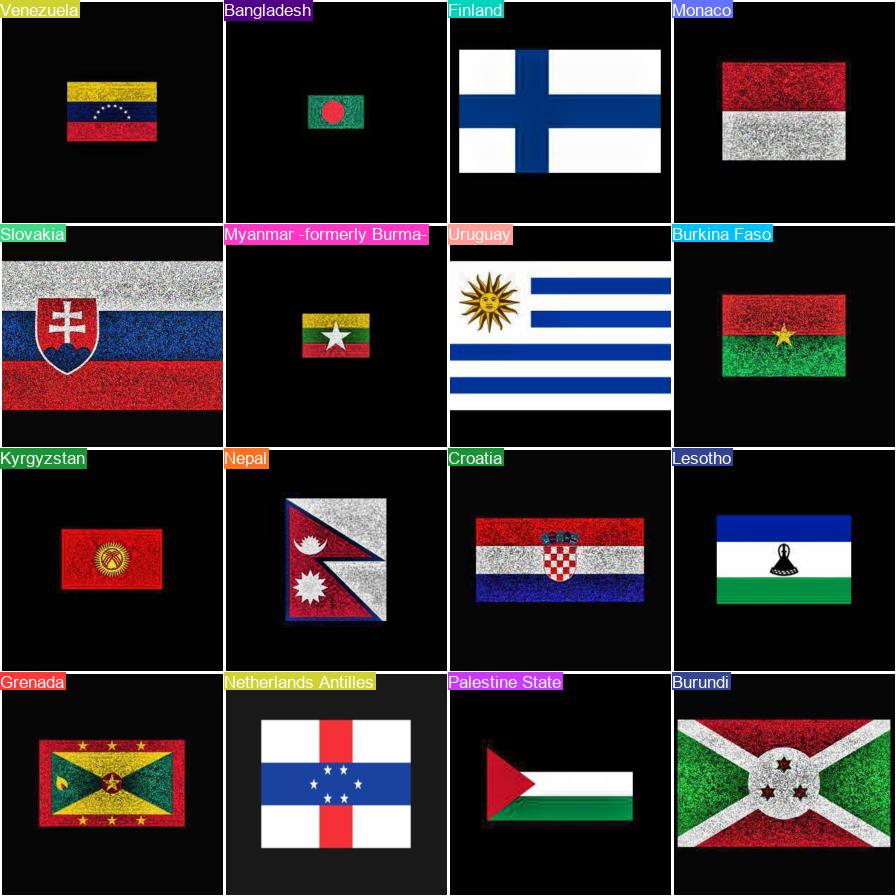 Venezuela
Bangladesh
Finland
Monaco
Slovakia
Myanmar -formerly Burma-
Uruguay
Burkina Faso
Kyrgyzstan
Nepal
Croatia
Lesotho
Grenada
Netherlands Antilles
Palestine State
Burundi